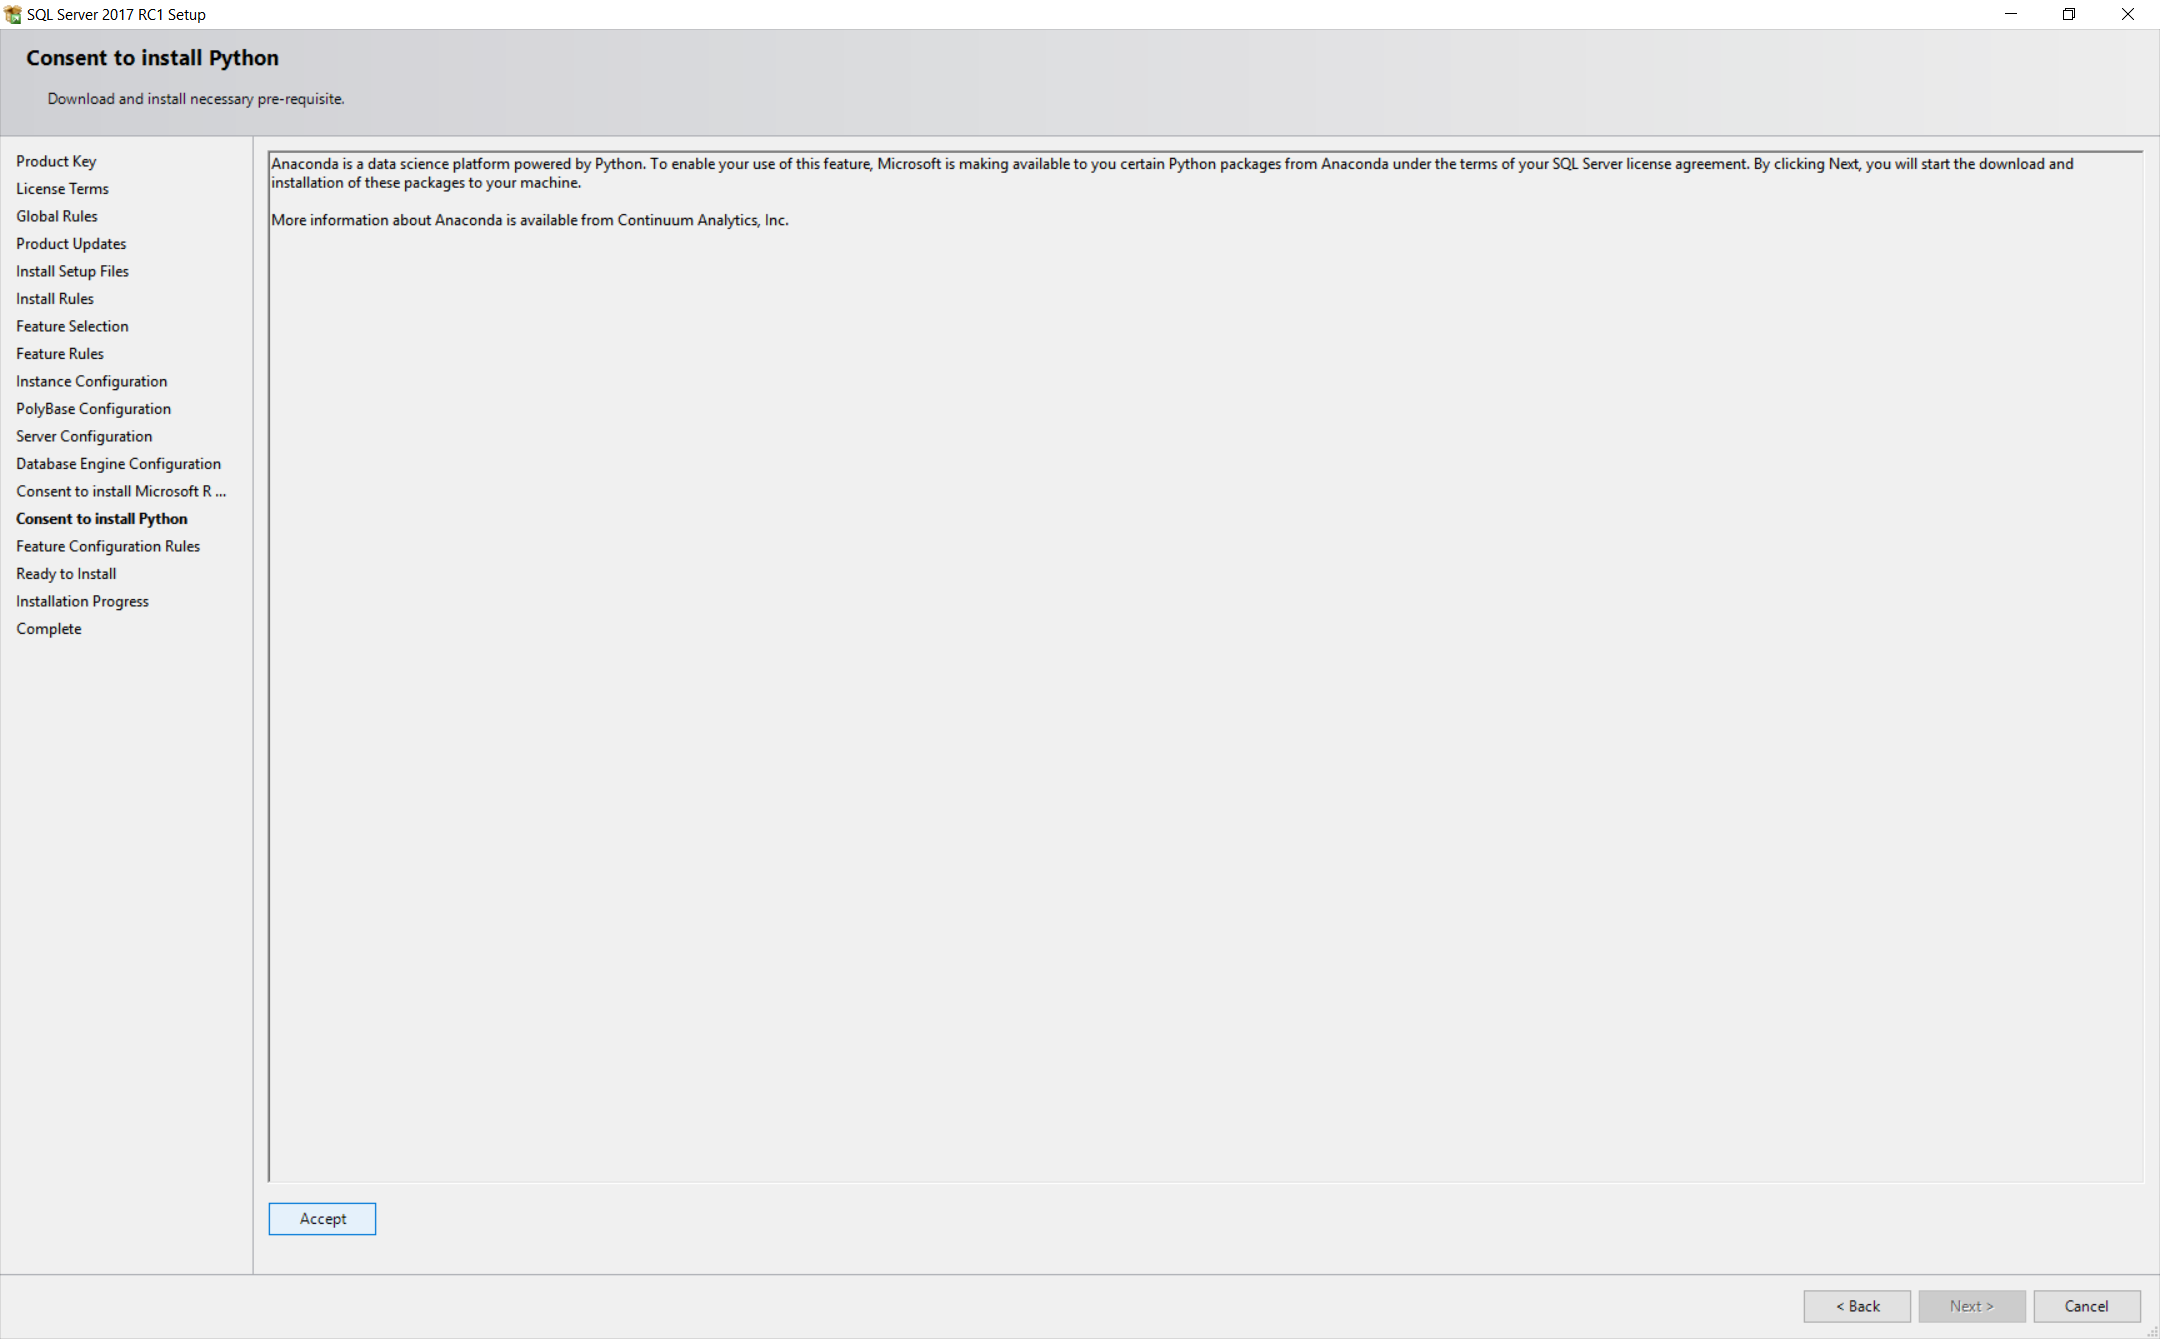 SQL Server 2017 RC1 Setup
Consent to install Python
Download and install necessary pre-requisite.
Product Key
License Terms
Global Rules
Product Updates
Install Setup Files
Install Rules
Feature Selection
Feature Rules
Instance Configuration
PolyBase Configuration
Server Configuration
Database Engine Configuration
Consent to install Microsoft R ...
Consent to install Python
Feature Configuration Rules
Ready to Install
Installation Progress
Complete
Anaconda is a data science platform powered by Python. To enable your use of this feature, Microsoft is making available to you certain Python packages from Anaconda under the terms of your SQL Server license agreement. By clicking Next, you will start the download and
installation of these packages to your machine.
More information about Anaconda is available from Continuum Analytics, Inc.
Accept
< Back
Next >
Cancel